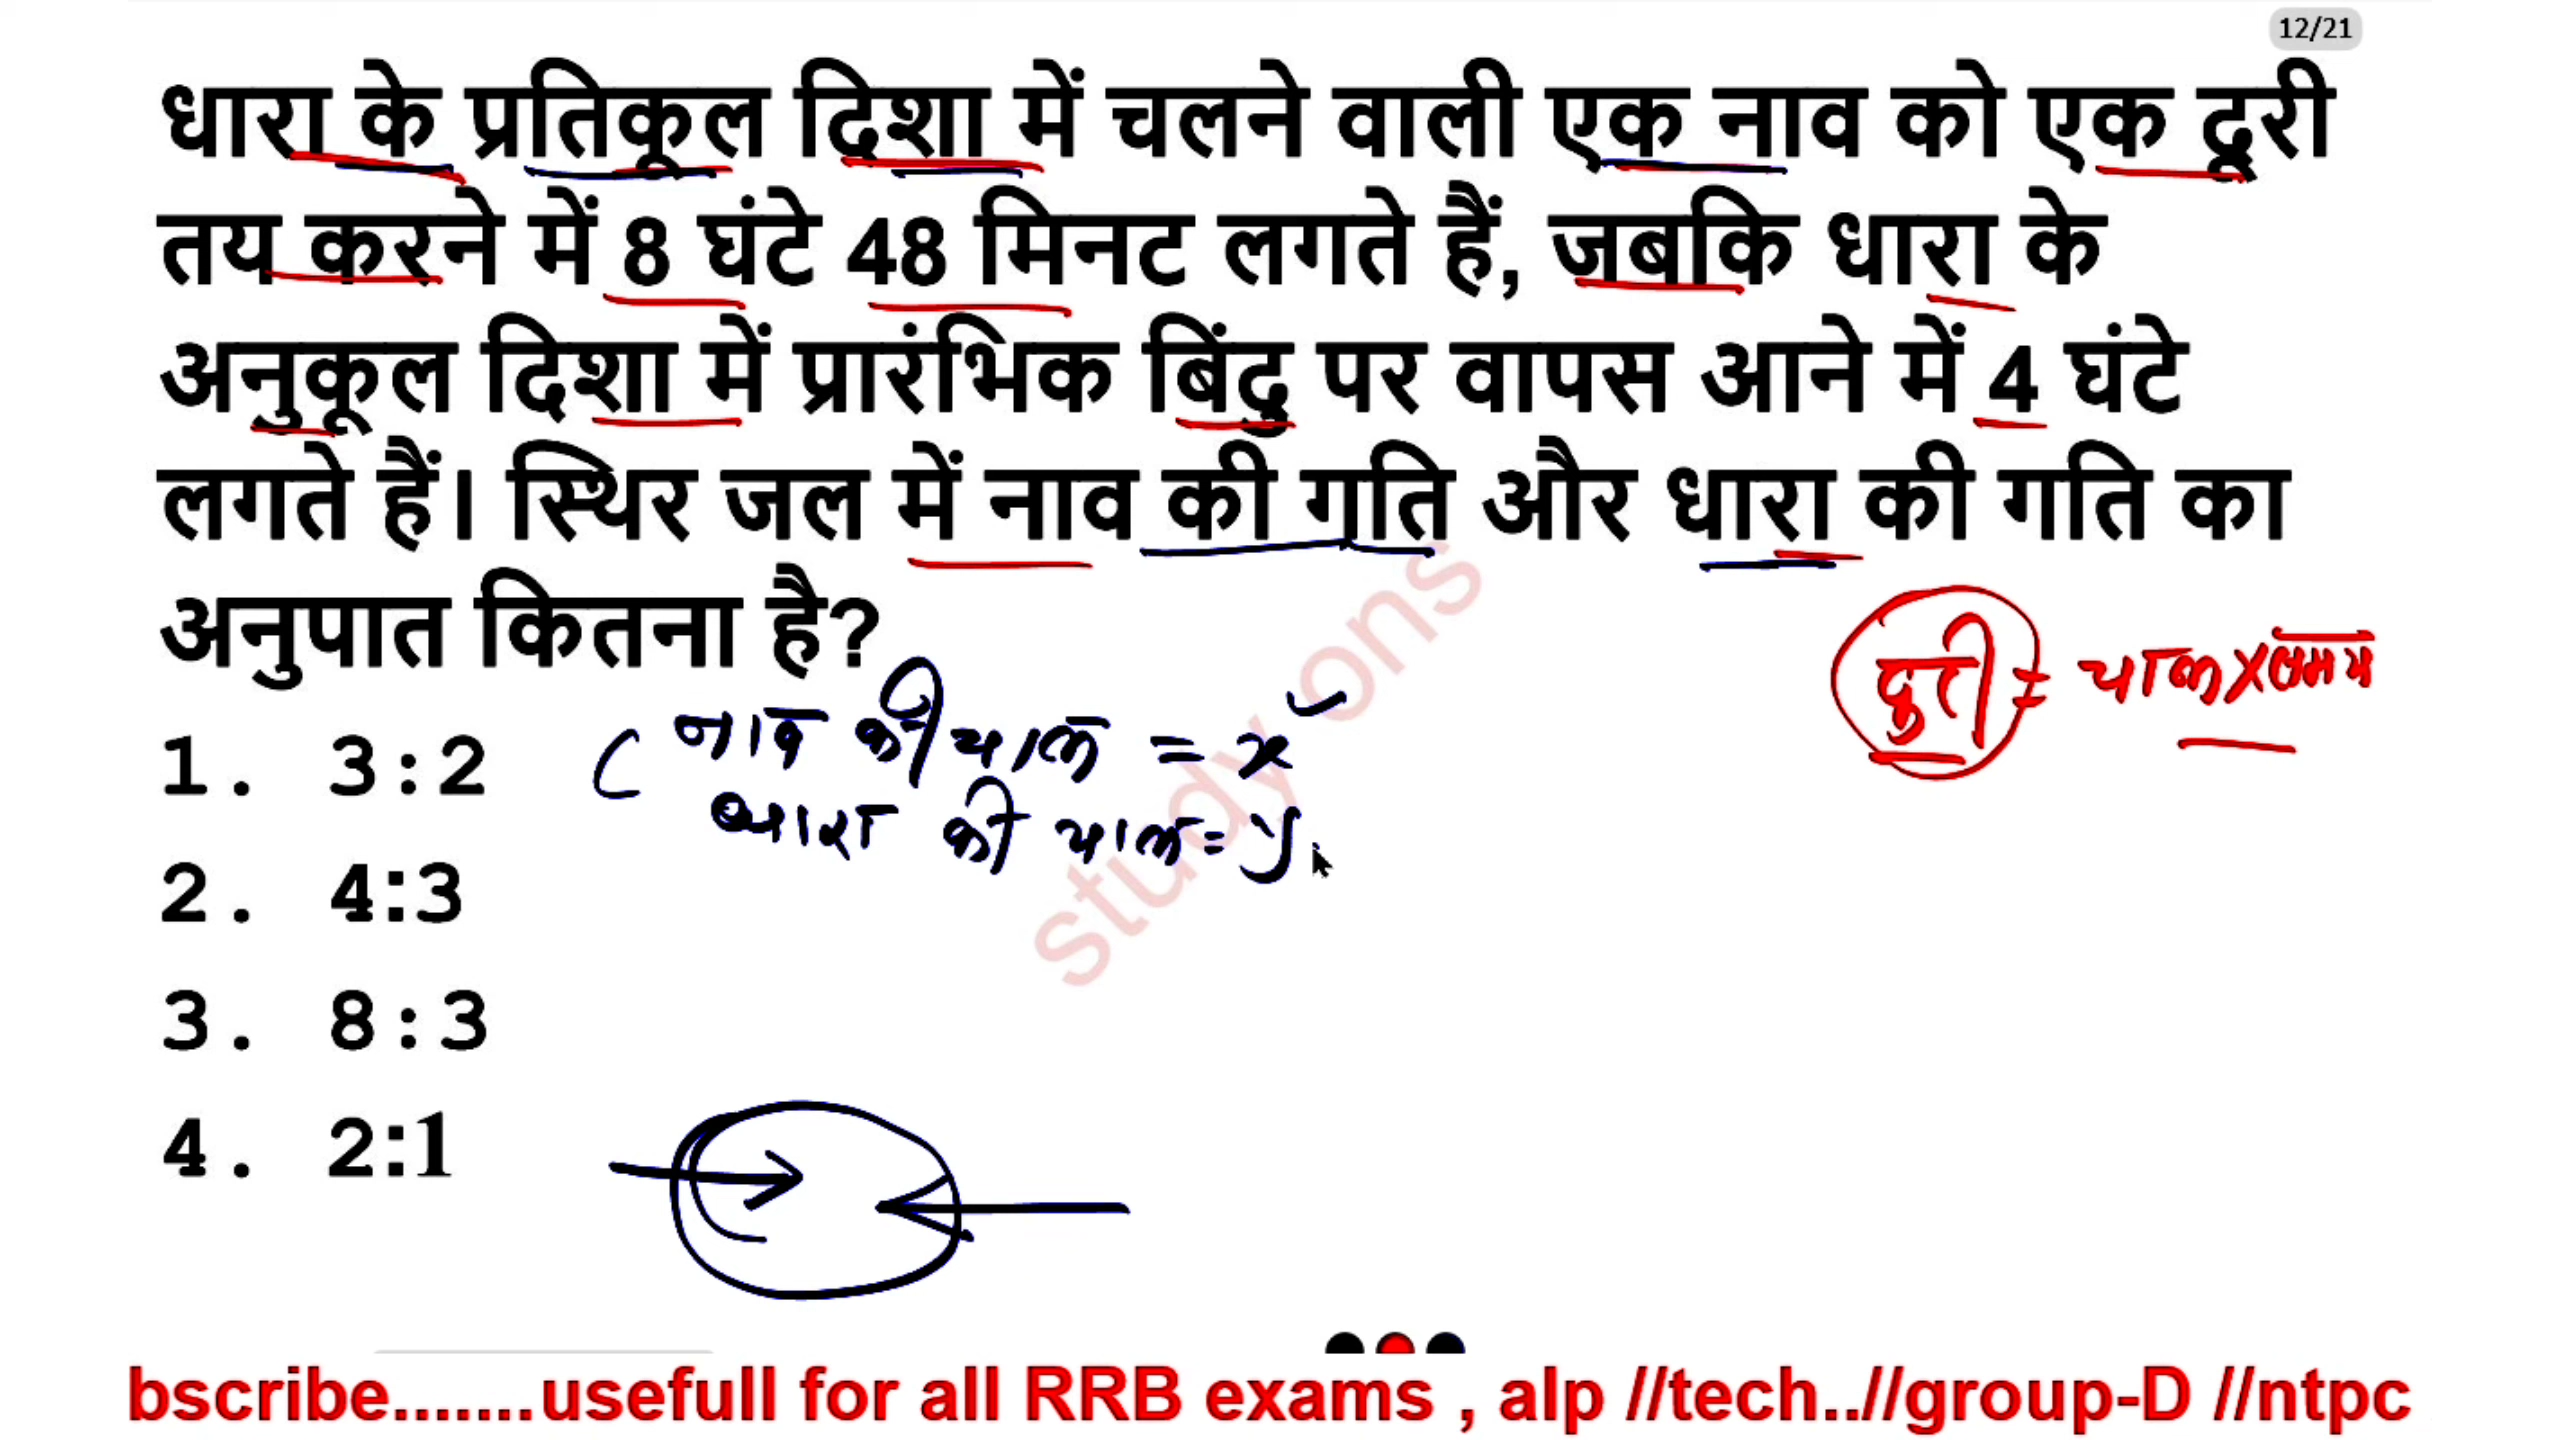 12/21
धारा के प्रतिकूल दिशा में चलने वाली एक नाव को एक दूरी
तय करने में 8 घंटे 48 मिनट लगते हैं, जबकि धारा के
अनुकूल दिशा में प्रारंभिक बिंदु पर वापस आने में 4 घंटे
लगते हैं। स्थिर जल में नाव की गति और धारा की गति का
अनुपात कितना है?
दुरी = चाल X समय
( नाव की चाल = x
धारा की चाल = y
1. 3:2
2. 4:3
3. 8:3
4. 2:1
study ons
bscribe.......usefull for all RRB exams , alp //tech..//group-D //ntpc